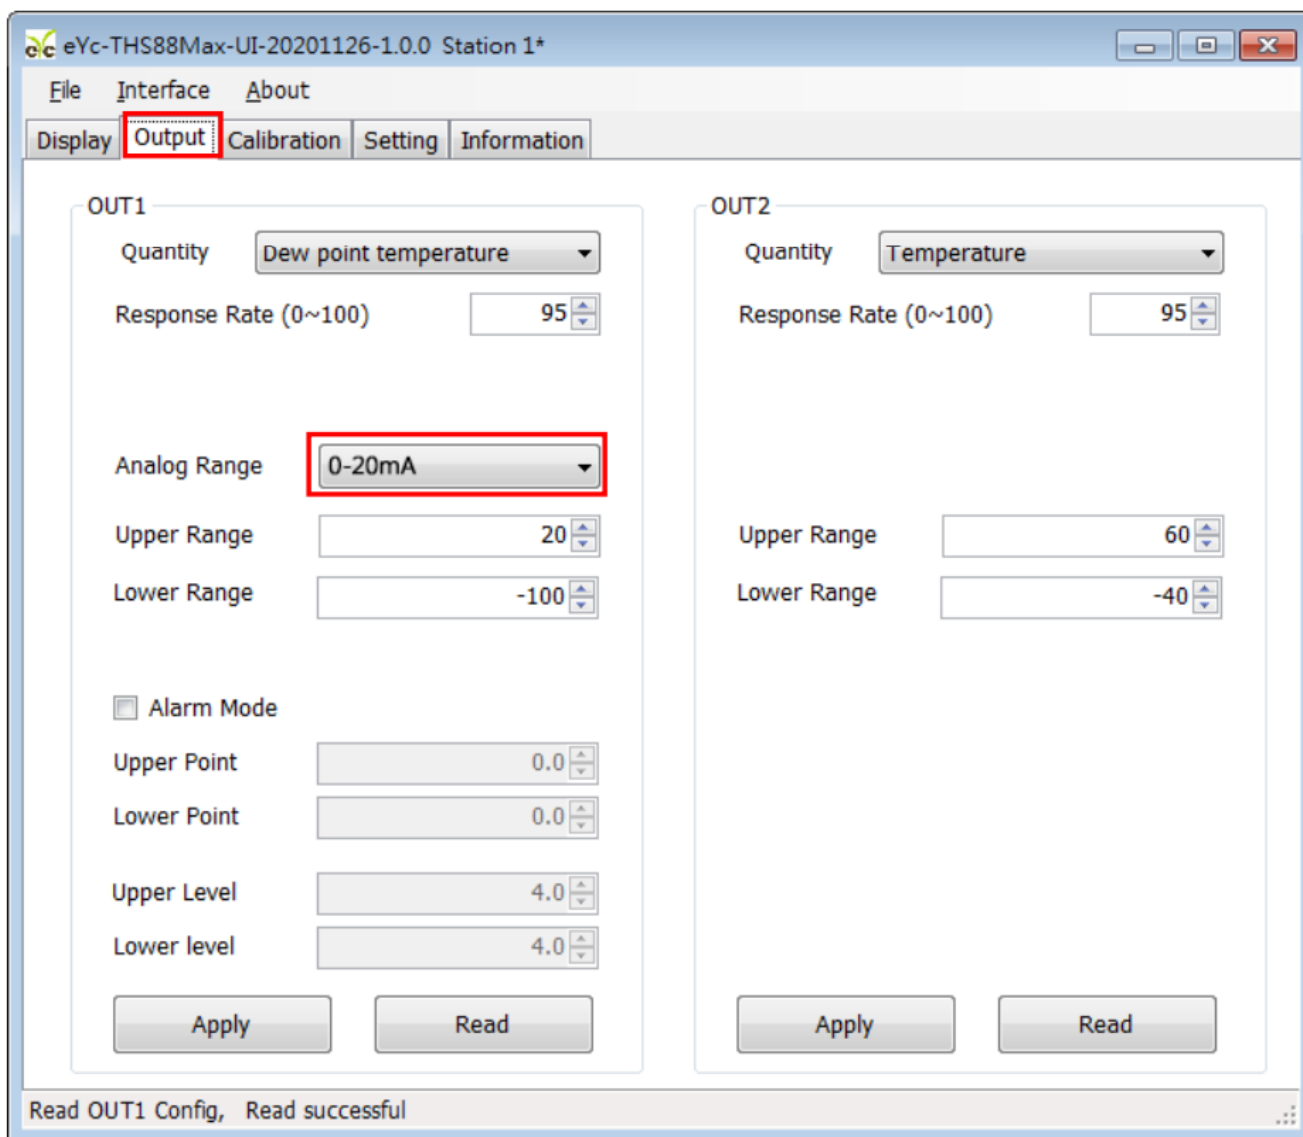 eYc eYc-THS88Max-UI-20201126-1.0.0 Station 1*
File Interface About
Display Output Calibration Setting Information
OUT1
Quantity Dew point temperature
Response Rate (0~100) 95
Analog Range 0-20mA
Upper Range 20
Lower Range -100
Alarm Mode
Upper Point 0.0
Lower Point 0.0
Upper Level 4.0
Lower level 4.0
Apply Read
OUT2
Quantity Temperature
Response Rate (0~100) 95
Upper Range 60
Lower Range -40
Apply Read
Read OUT1 Config, Read successful